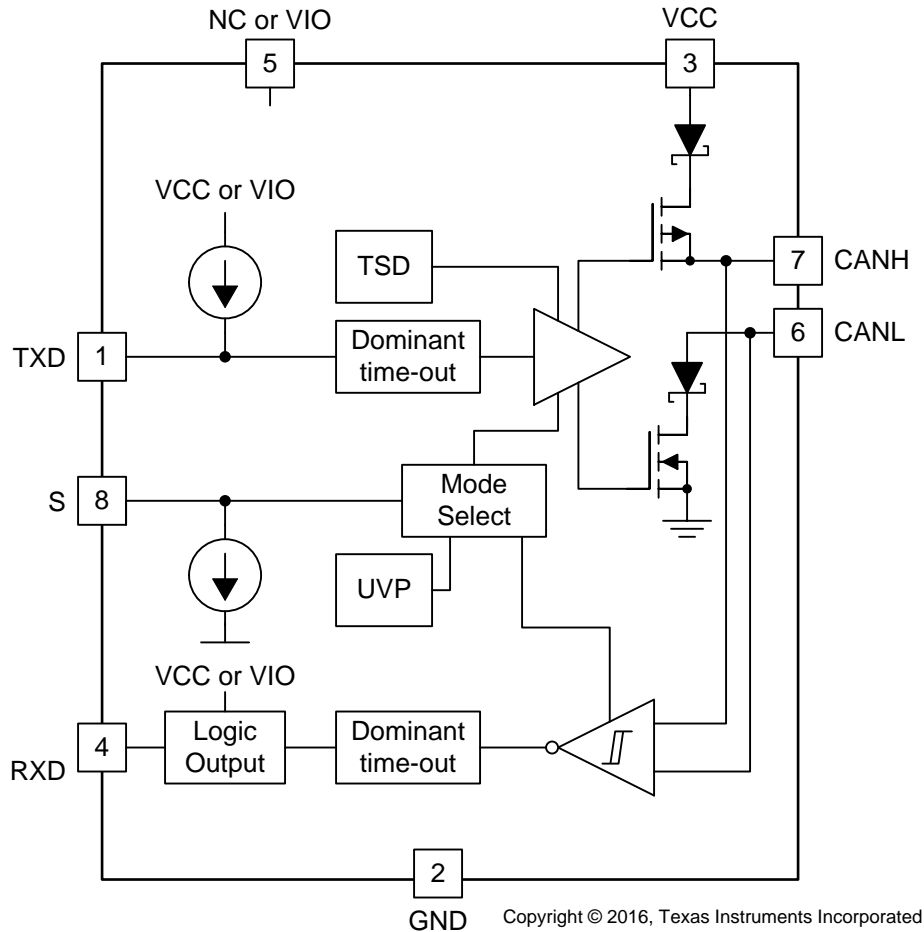 NC or VIO
VCC
5
3
VCC or VIO
TSD
7
CANH
TXD
1
Dominant
time-out
6
CANL
S
8
Mode
Select
UVP
VCC or VIO
RXD
4
Logic
Output
Dominant
time-out
2
GND
Copyright © 2016, Texas Instruments Incorporated